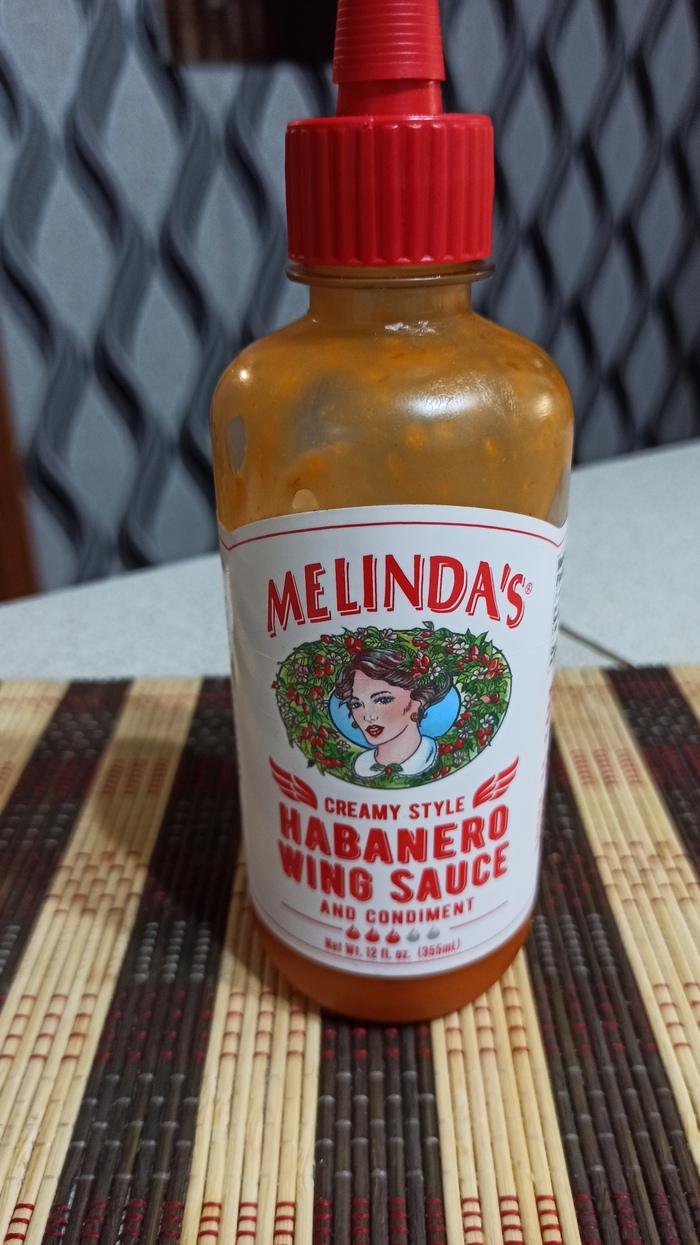 MELINDA'S®
CREAMY STYLE
HABANERO
WING SAUCE
AND CONDIMENT
Net Wt. 12 fl. oz. (355mL)